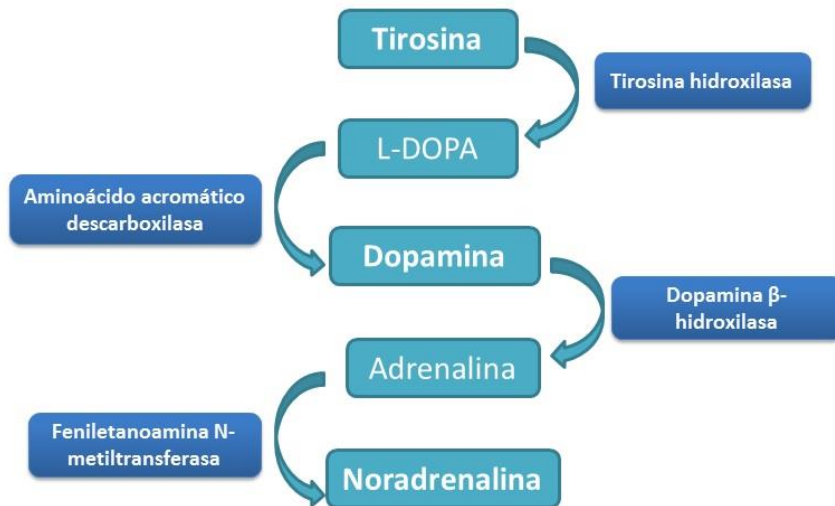 Tirosina
Tirosina hidroxilasa
L-DOPA
Aminoácido acromático
descarboxilasa
Dopamina
Dopamina β-
hidroxilasa
Adrenalina
Feniletanoamina N-
metiltransferasa
Noradrenalina